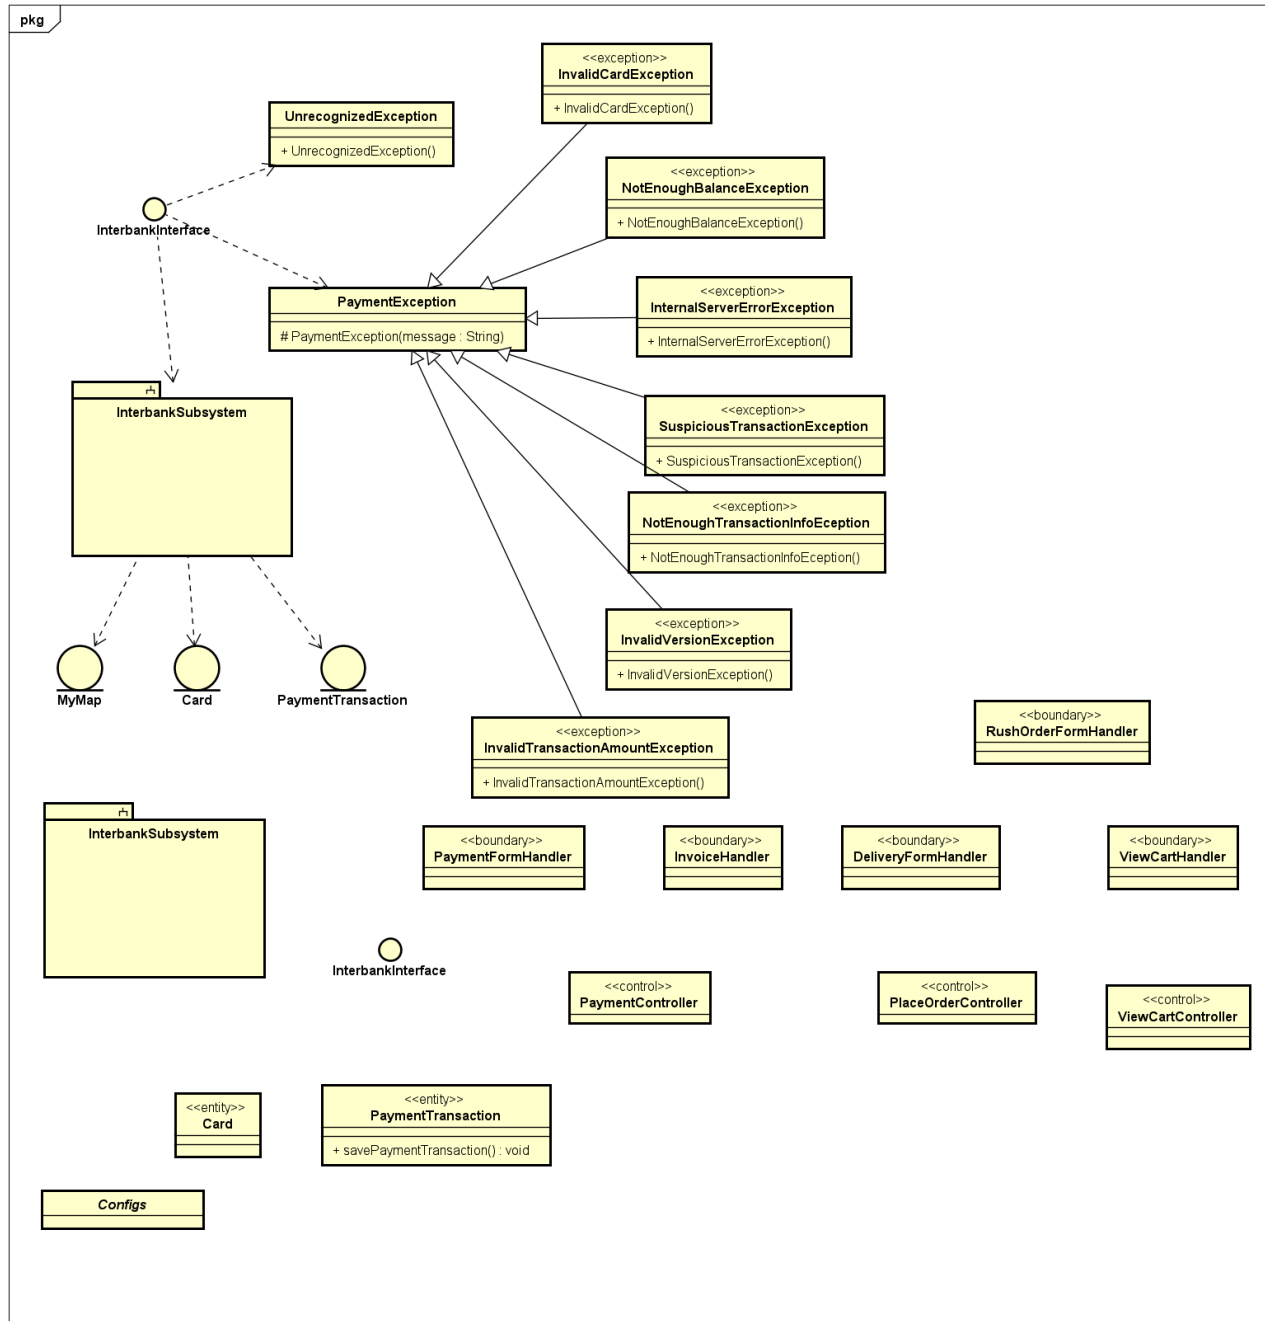 pkg
<<exception>>
InvalidCardException
+ InvalidCardException()
UnrecognizedException
+ UnrecognizedException()
<<exception>>
NotEnoughBalanceException
+ NotEnoughBalanceException()
InterbankInterface
<<exception>>
InternalServerErrorException
+ InternalServerErrorException()
PaymentException
# PaymentException(message : String)
InterbankSubsystem
<<exception>>
SuspiciousTransactionException
+ SuspiciousTransactionException()
<<exception>>
NotEnoughTransactionInfoEception
+ NotEnoughTransactionInfoEception()
<<exception>>
InvalidVersionException
+ InvalidVersionException()
MyMap
Card
PaymentTransaction
<<exception>>
InvalidTransactionAmountException
+ InvalidTransactionAmountException()
<<boundary>>
RushOrderFormHandler
InterbankSubsystem
<<boundary>>
PaymentFormHandler
<<boundary>>
InvoiceHandler
<<boundary>>
DeliveryFormHandler
<<boundary>>
ViewCartHandler
InterbankInterface
<<control>>
PaymentController
<<control>>
PlaceOrderController
<<control>>
ViewCartController
<<entity>>
Card
<<entity>>
PaymentTransaction
+ savePaymentTransaction() : void
Configs